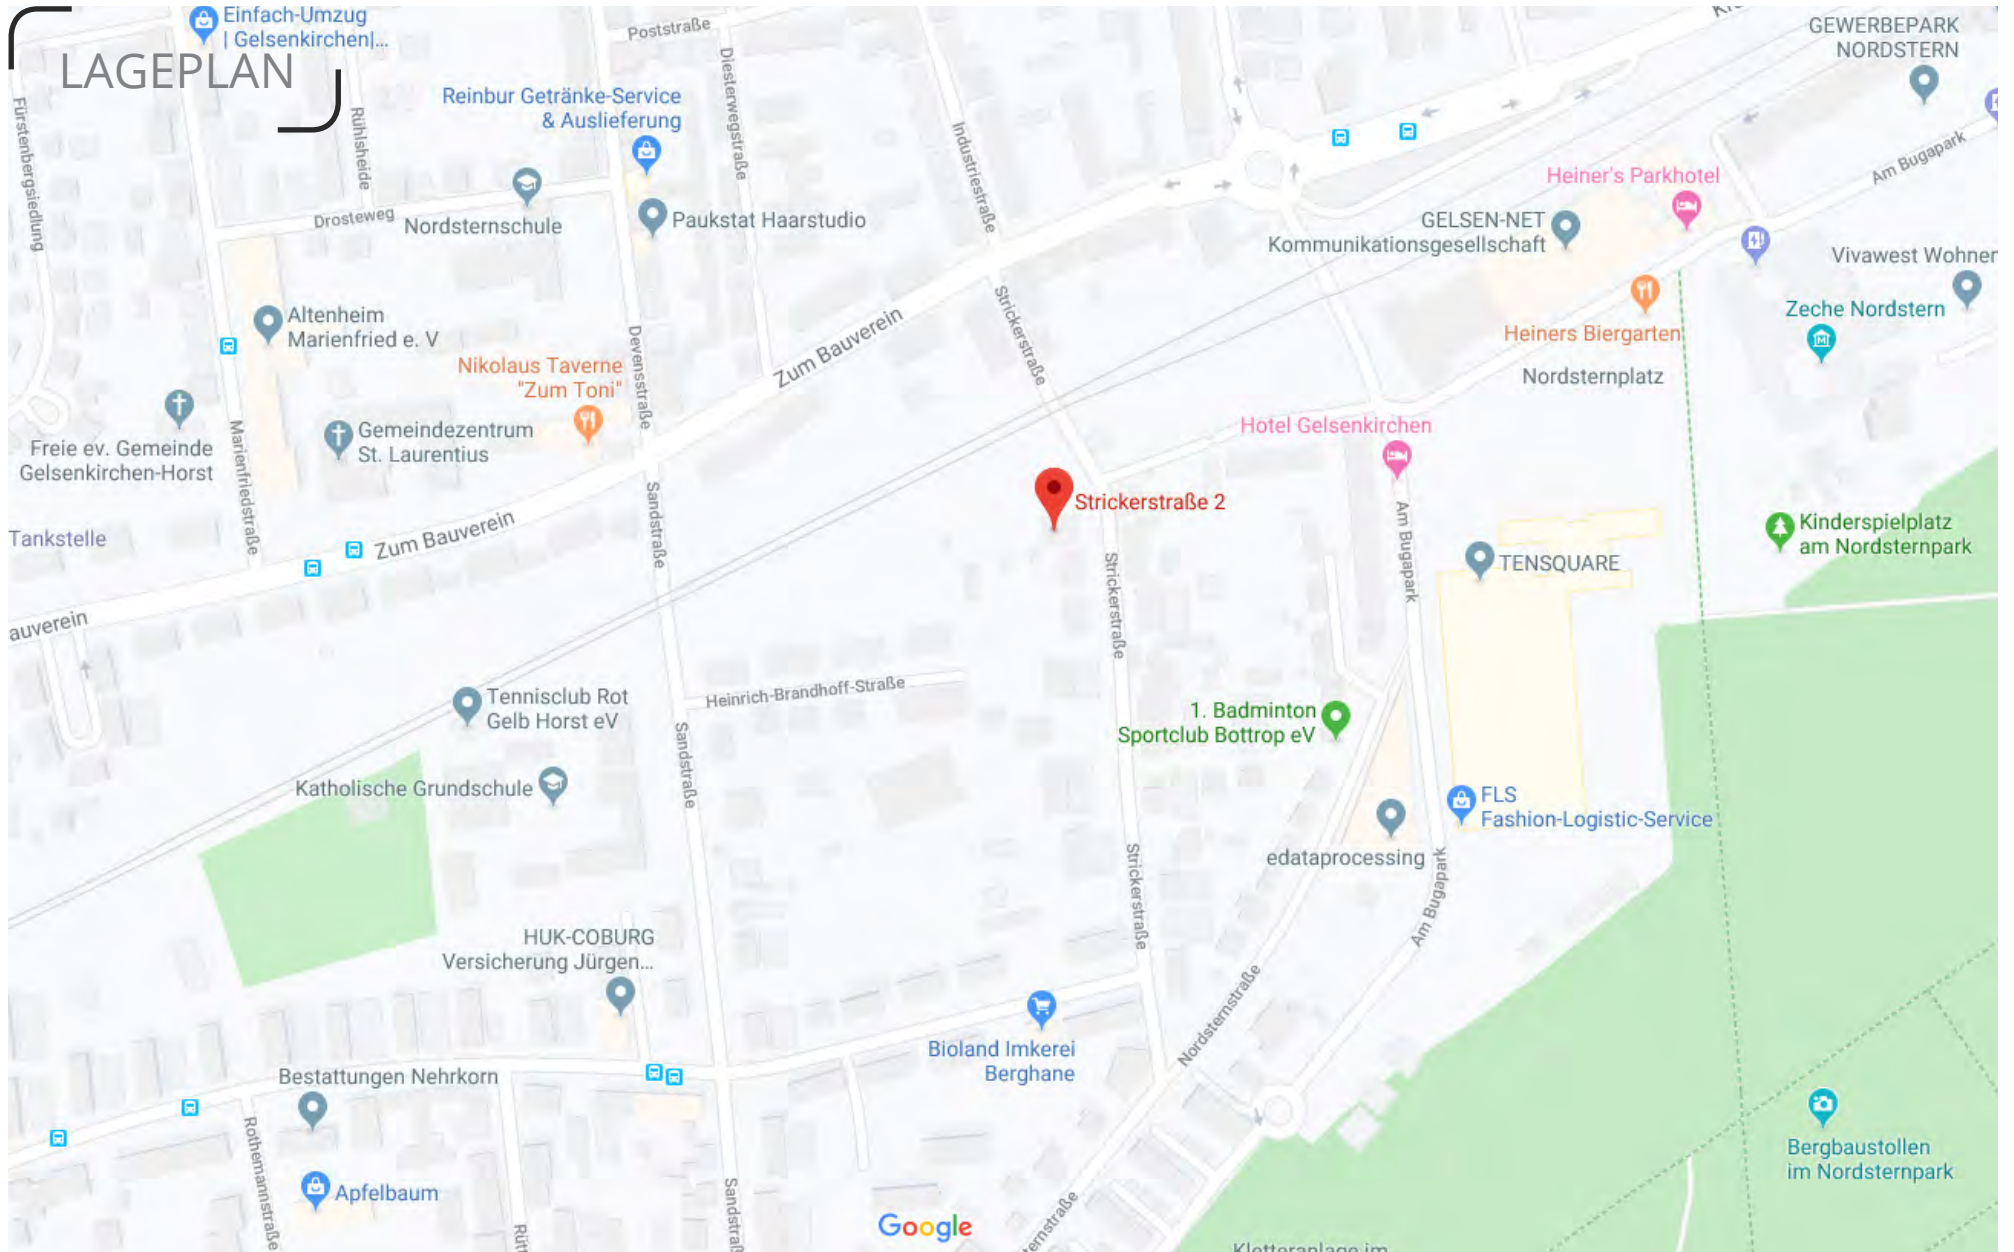 LAGEPLAN
Einfach-Umzug
| Gelsenkirchen|...
Poststraße
GEWERBEPARK
NORDSTERN
Fürstenbergsiedlung
Rühlsheide
Reinbur Getränke-Service
& Auslieferung
Diesterwegstraße
Industriestraße
Am Bugapark
Heiner's Parkhotel
Drosteweg
Nordsternschule
Paukstat Haarstudio
GELSEN-NET
Kommunikationsgesellschaft
Vivawest Wohnen
Altenheim
Marienfried e. V
Devensstraße
Zum Bauverein
Strickerstraße
Heiners Biergarten
Zeche Nordstern
Nikolaus Taverne
"Zum Toni"
Nordsternplatz
Freie ev. Gemeinde
Gelsenkirchen-Horst
Marienfriedstraße
Gemeindezentrum
St. Laurentius
Hotel Gelsenkirchen
Strickerstraße 2
Tankstelle
Zum Bauverein
Sandstraße
Strickerstraße
Am Bugapark
TENSQUARE
Kinderspielplatz
am Nordsternpark
auverein
Tennisclub Rot
Gelb Horst eV
Heinrich-Brandhoff-Straße
1. Badminton
Sportclub Bottrop eV
Katholische Grundschule
Sandstraße
FLS
Fashion-Logistic-Service
edataprocessing
Strickerstraße
Am Bugapark
HUK-COBURG
Versicherung Jürgen...
Bioland Imkerei
Berghane
Nordsternstraße
Bestattungen Nehrkorn
Rothemannstraße
Apfelbaum
Rütt
Sandstraß
Google
ternstraße
Bergbaustollen
im Nordsternpark
Kletteranlage im